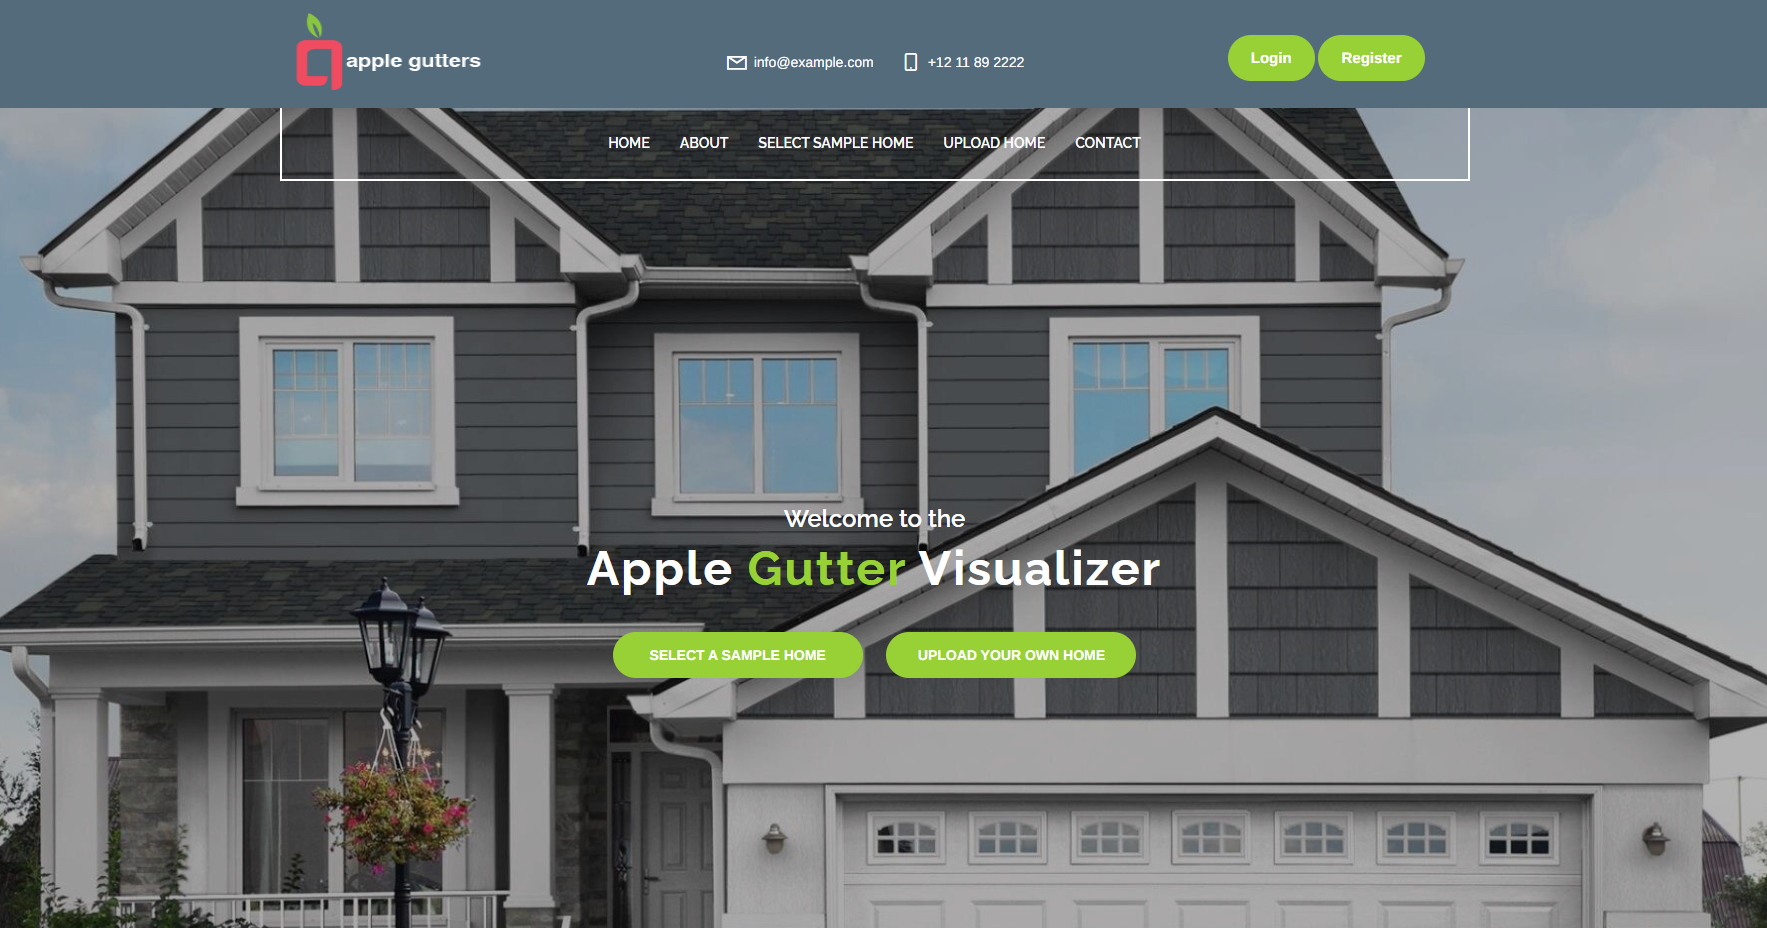 apple gutters
info@example.com
+12 11 89 2222
Login
Register
HOME ABOUT SELECT SAMPLE HOME UPLOAD HOME CONTACT
Welcome to the
Apple Gutter Visualizer
SELECT A SAMPLE HOME
UPLOAD YOUR OWN HOME